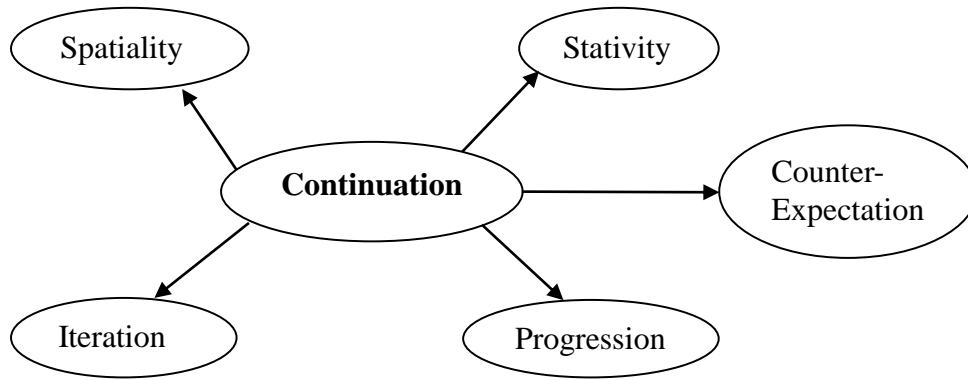 Spatiality
Stativity
Continuation
Counter-
Expectation
Iteration
Progression